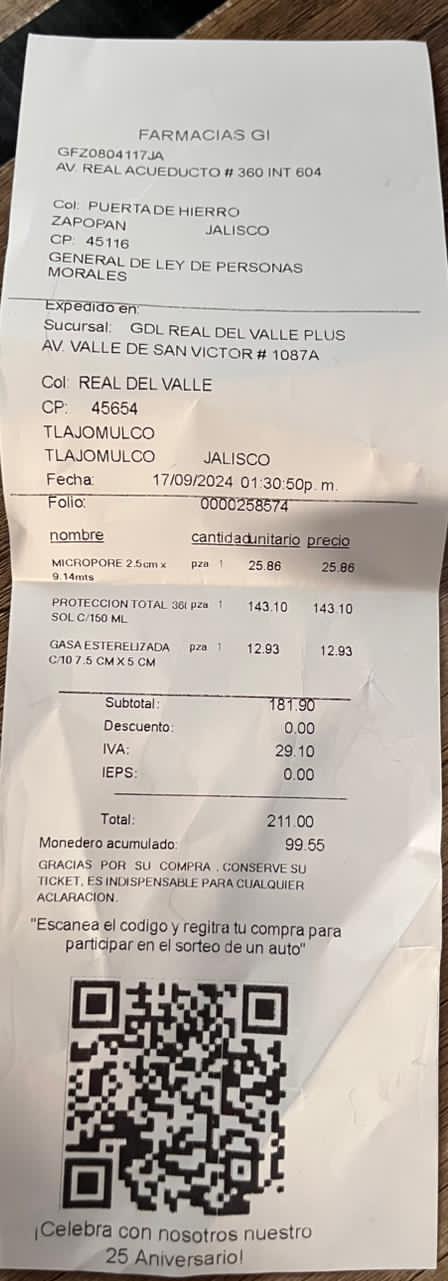 FARMACIAS GI
GFZ0804117JA
AV. REAL ACUEDUCTO # 360 INT 604
Col: PUERTA DE HIERRO
ZAPOPAN JALISCO
CP: 45116
GENERAL DE LEY DE PERSONAS
MORALES
Expedido en:
Sucursal: GDL REAL DEL VALLE PLUS
AV. VALLE DE SAN VICTOR # 1087A
Col: REAL DEL VALLE
CP: 45654
TLAJOMULCO
TLAJOMULCO JALISCO
Fecha: 17/09/2024 01:30:50p. m.
Folio: 0000258574
nombre cantidad unitario precio
MICROPORE 2.5cm x pza 1 25.86 25.86
9.14mts
PROTECCION TOTAL 36( pza 1 143.10 143.10
SOL C/150 ML
GASA ESTERELIZADA pza 1 12.93 12.93
C/10 7.5 CM X 5 CM
Subtotal: 181.90
Descuento: 0.00
IVA: 29.10
IEPS: 0.00
Total: 211.00
Monedero acumulado: 99.55
GRACIAS POR SU COMPRA . CONSERVE SU
TICKET, ES INDISPENSABLE PARA CUALQUIER
ACLARACION.
"Escanea el codigo y regitra tu compra para
participar en el sorteo de un auto"
¡Celebra con nosotros nuestro
25 Aniversario!